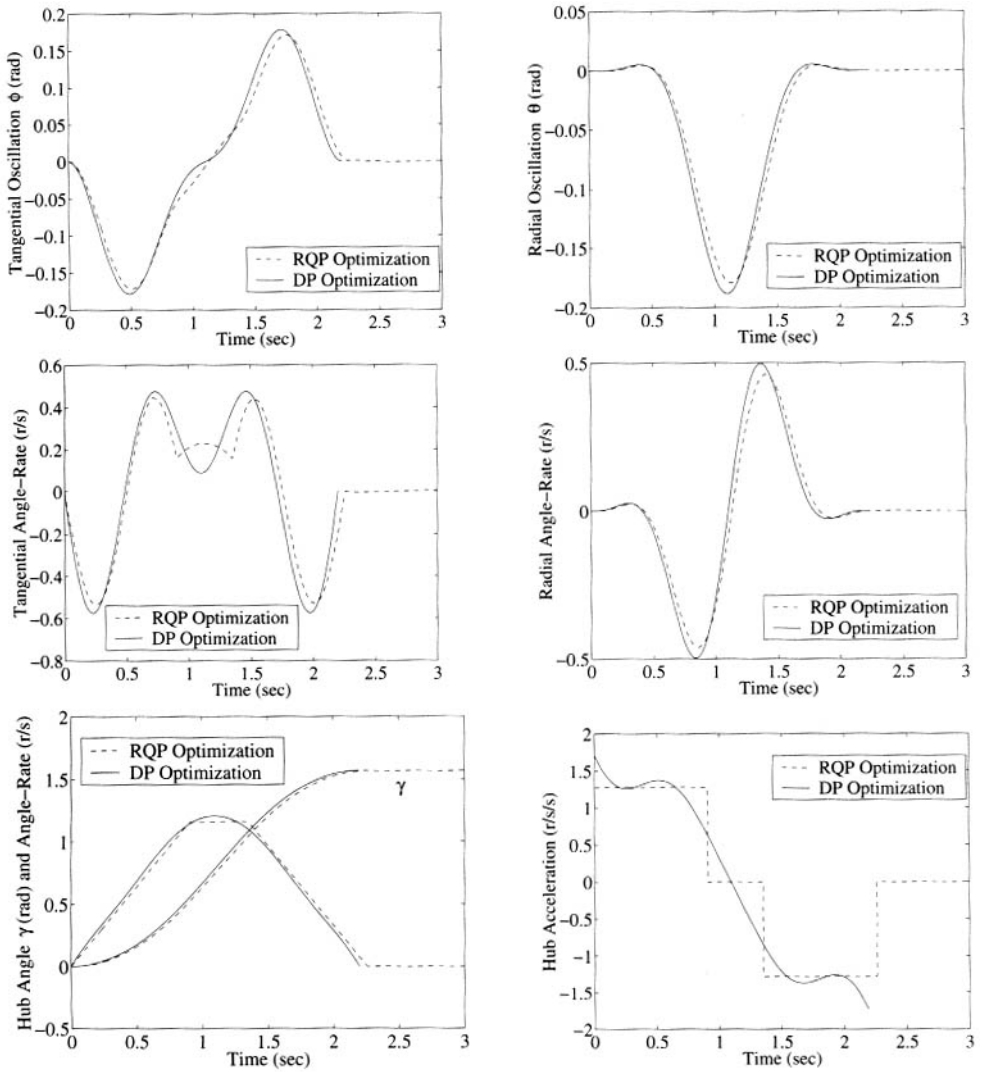 0.2
0.15
0.1
0.05
0
−0.05
−0.1
−0.15
−0.2
Tangential Oscillation ϕ (rad)
RQP Optimization
DP Optimization
0 0.5 1 1.5 2 2.5 3
Time (sec)
0.05
0
−0.05
−0.1
−0.15
−0.2
Radial Oscillation θ (rad)
RQP Optimization
DP Optimization
0 0.5 1 1.5 2 2.5 3
Time (sec)
0.6
0.4
0.2
0
−0.2
−0.4
−0.6
−0.8
Tangential Angle−Rate (r/s)
RQP Optimization
DP Optimization
0 0.5 1 1.5 2 2.5 3
Time (sec)
0.5
0
−0.5
Radial Angle−Rate (r/s)
RQP Optimization
DP Optimization
0 0.5 1 1.5 2 2.5 3
Time (sec)
2
1.5
1
0.5
0
−0.5
Hub Angle γ (rad) and Angle−Rate (r/s)
RQP Optimization
DP Optimization
γ
0 0.5 1 1.5 2 2.5 3
Time (sec)
2
1.5
1
0.5
0
−0.5
−1
−1.5
−2
Hub Acceleration (r/s/s)
RQP Optimization
DP Optimization
0 0.5 1 1.5 2 2.5 3
Time (sec)